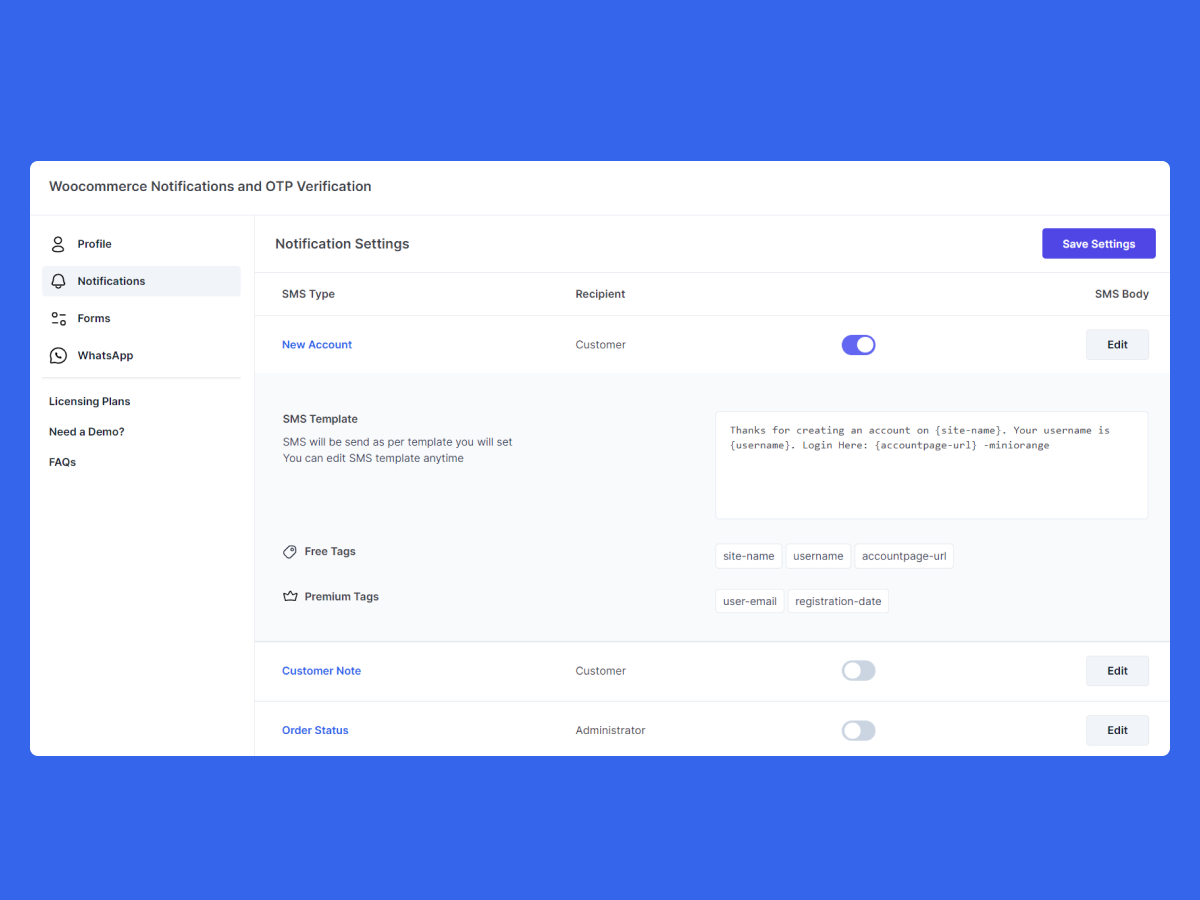 Woocommerce Notifications and OTP Verification
Profile
Notifications
Forms
WhatsApp
Licensing Plans
Need a Demo?
FAQs
Notification Settings
Save Settings
SMS Type Recipient SMS Body
New Account Customer Edit
SMS Template
SMS will be send as per template you will set
You can edit SMS template anytime
Thanks for creating an account on {site-name}. Your username is
{username}. Login Here: {accountpage-url} -miniorange
Free Tags site-name username accountpage-url
Premium Tags user-email registration-date
Customer Note Customer Edit
Order Status Administrator Edit